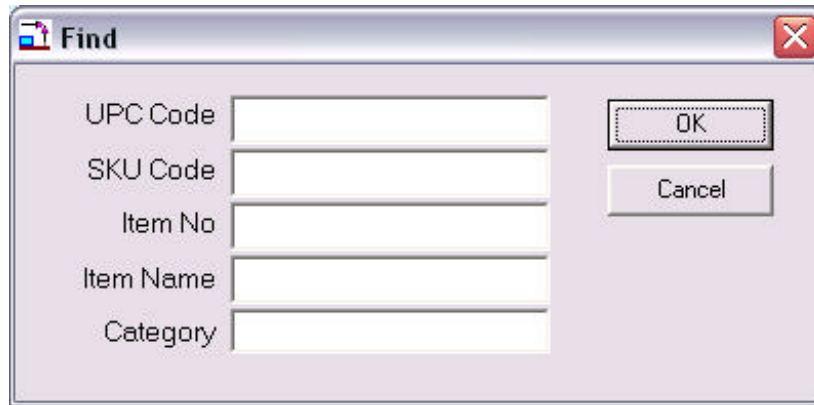 Find
UPC Code
OK
SKU Code
Cancel
Item No
Item Name
Category